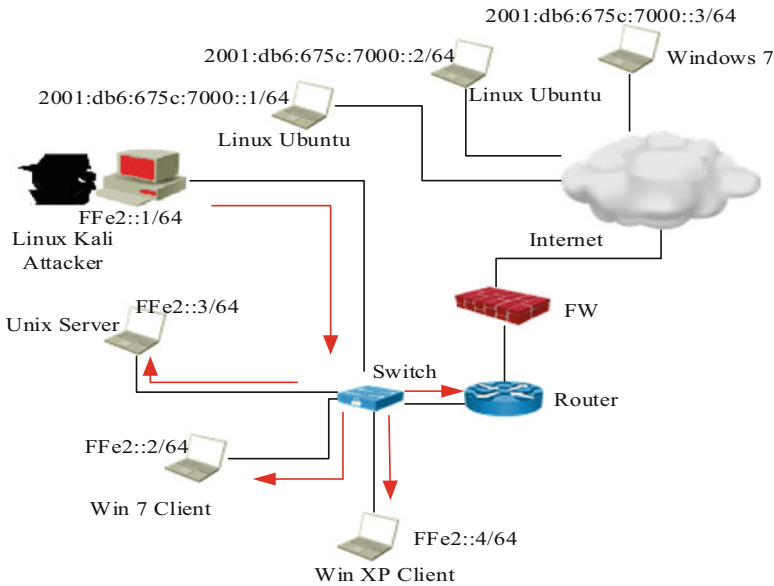 2001:db6:675c:7000::3/64
2001:db6:675c:7000::2/64
Windows 7
2001:db6:675c:7000::1/64
Linux Ubuntu
Linux Ubuntu
FFe2::1/64
Linux Kali
Attacker
Internet
FFe2::3/64
Unix Server
FW
Switch
Router
FFe2::2/64
Win 7 Client
FFe2::4/64
Win XP Client